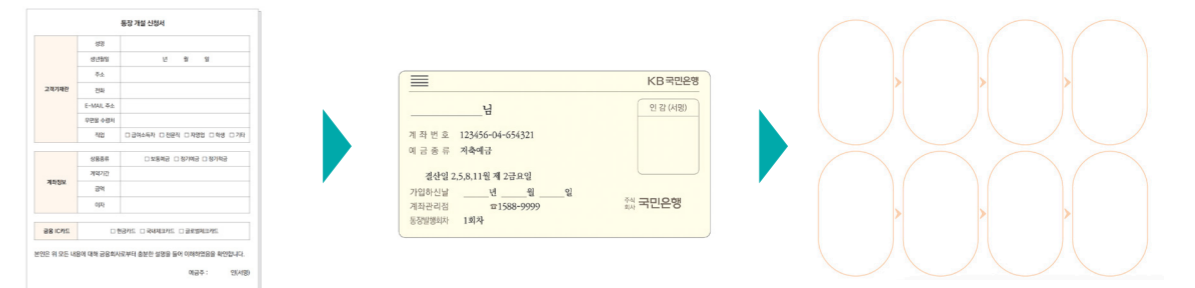 통장 개설 신청서
고객기재란
성명
생년월일 년 월 일
주소
전화
E-MAIL 주소
우편물 수령처
직업 □ 급여소득자 □ 전문직 □ 자영업 □ 학생 □ 기타
계좌정보
상품종류 □ 보통예금 □ 정기예금 □ 정기적금
계약기간
금액
이자
금융 IC카드 □ 현금카드 □ 국내체크카드 □ 글로벌체크카드
본인은 위 모든 내용에 대해 금융회사로부터 충분한 설명을 들어 이해하였음을 확인합니다.
예금주 : 인(서명)
KB국민은행
님
인 감 (서명)
계 좌 번 호 123456-04-654321
예 금 종 류 저축예금
결산일 2,5,8,11월 제 2금요일
가입하신날 년 월 일
계좌관리점 ☎1588-9999
주식회사 국민은행
통장발행회차 1회차